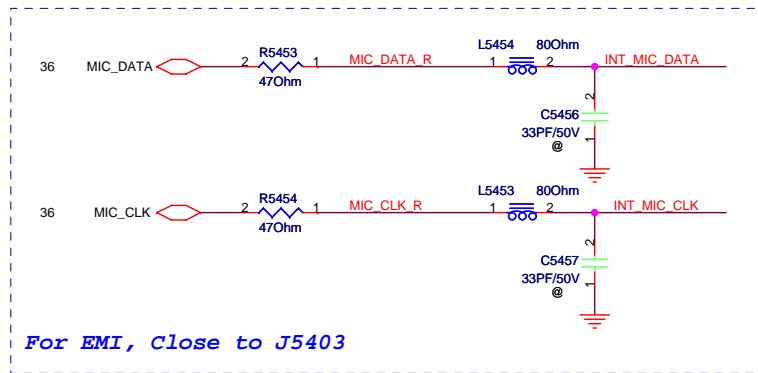 L5454 80Ohm
R5453
36 MIC_DATA 2 1 MIC_DATA_R 1 2 INT_MIC_DATA
47Ohm
2
C5456
33PF/50V
1
@
L5453 80Ohm
R5454
36 MIC_CLK 2 1 MIC_CLK_R 1 2 INT_MIC_CLK
47Ohm
2
C5457
33PF/50V
1
@
For EMI, Close to J5403